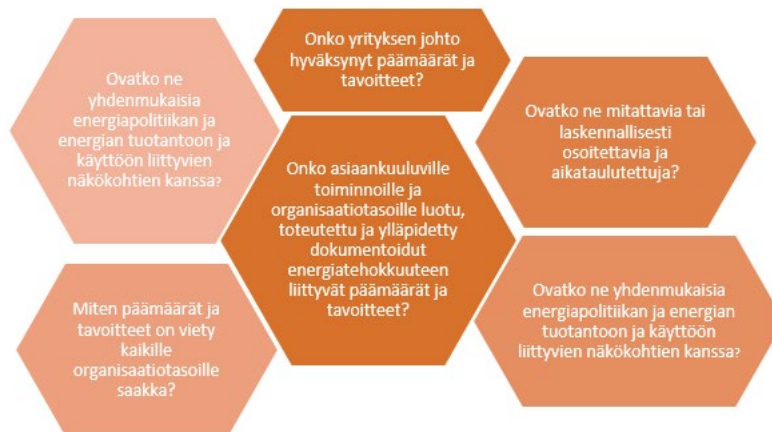 Onko yrityksen johto
hyväksynyt päämäärät ja
tavoitteet?
Ovatko ne
yhdenmukaisia
energiapolitiikan ja
energian tuotantoon ja
käyttöön liittyvien
näkökohtien kanssa?
Ovatko ne mitattavia tai
laskennallisesti
osoitettavia ja
aikataulutettuja?
Onko asiaankuuluville
toiminnoille ja
organisaatiotasoille luotu,
toteutettu ja ylläpidetty
dokumentoidut
energiatehokkuuteen
liittyvät päämäärät ja
tavoitteet?
Miten päämäärät ja
tavoitteet on viety
kaikille
organisaatiotasoille
saakka?
Ovatko ne yhdenmukaisia
energiapolitiikan ja energian
tuotantoon ja käyttöön
liittyvien näkökohtien kanssa?